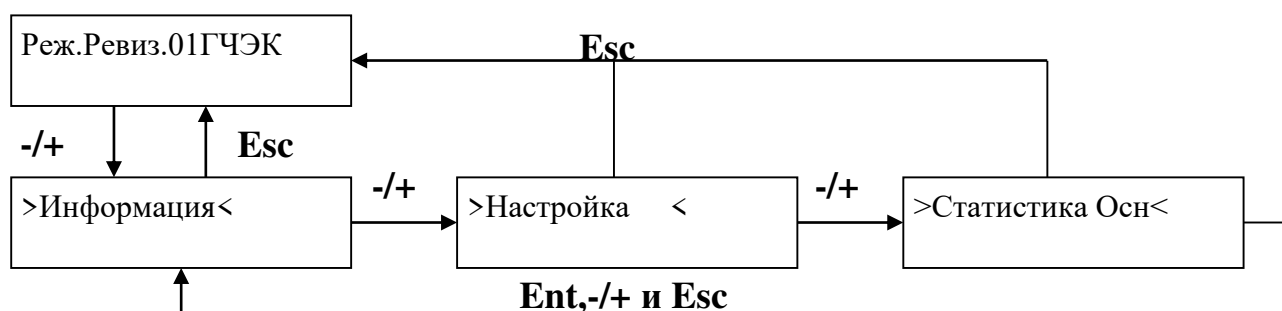 Реж.Ревиз.01ГЧЭК
Esc
-/+
Esc
>Информация<
-/+
>Настройка <
-/+
>Статистика Осн<
Ent,-/+ и Esc